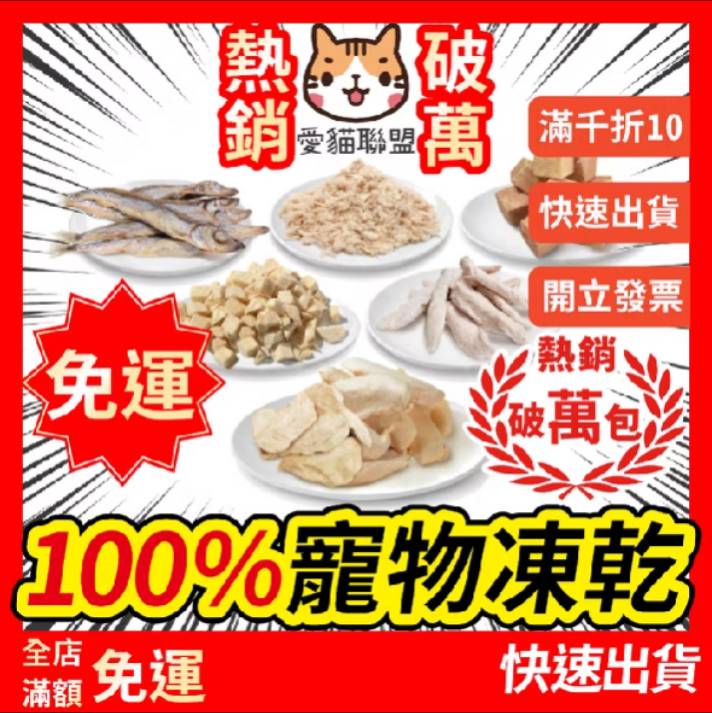 熱銷
破萬
愛貓聯盟
滿千折10
快速出貨
開立發票
免運
熱銷
破萬包
100%寵物凍乾
全店
滿額
免運
快速出貨